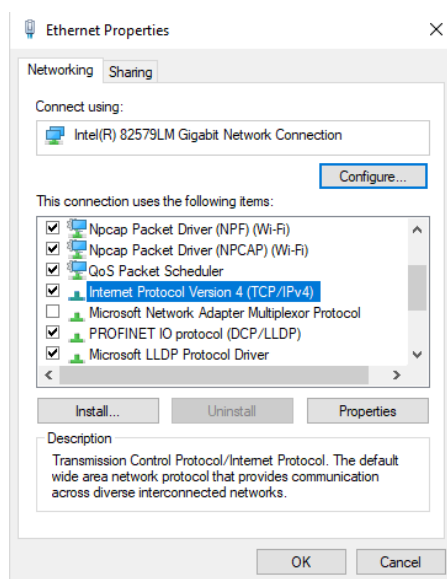 Ethernet Properties
Networking
Sharing
Connect using:
Intel(R) 82579LM Gigabit Network Connection
Configure...
This connection uses the following items:
Npcap Packet Driver (NPF) (Wi-Fi)
Npcap Packet Driver (NPCAP) (Wi-Fi)
QoS Packet Scheduler
Internet Protocol Version 4 (TCP/IPv4)
Microsoft Network Adapter Multiplexor Protocol
PROFINET IO protocol (DCP/LLDP)
Microsoft LLDP Protocol Driver
Install...
Uninstall
Properties
Description
Transmission Control Protocol/Internet Protocol. The default
wide area network protocol that provides communication
across diverse interconnected networks.
OK
Cancel